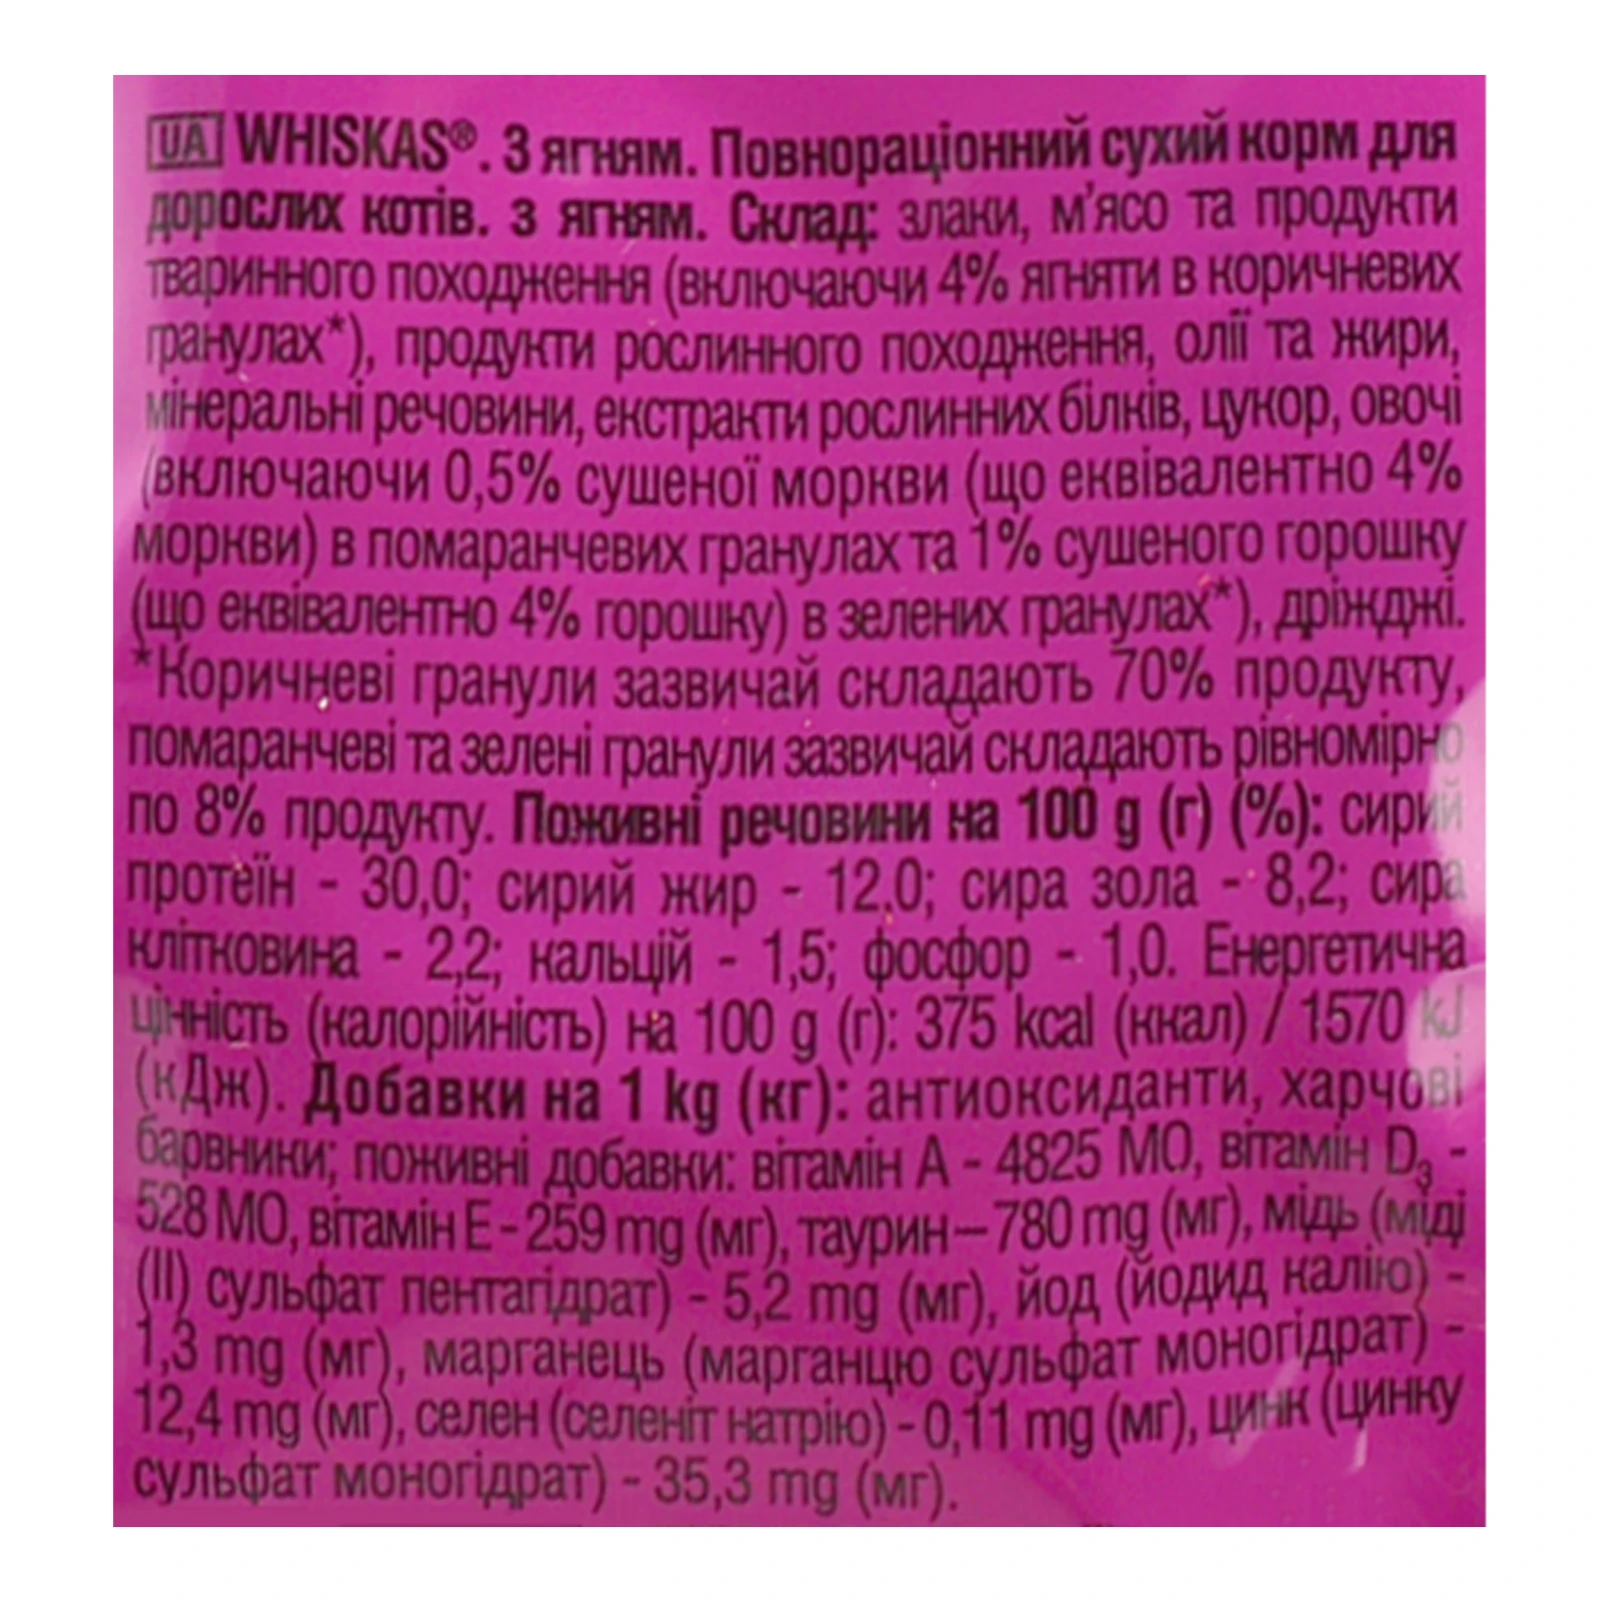 UA WHISKAS®. З ягням. Повнораціонний сухий корм для
дорослих котів. з ягням. Склад: злаки, м'ясо та продукти
тваринного походження (включаючи 4% ягняти в коричневих
гранулах*), продукти рослинного походження, олії та жири,
мінеральні речовини, екстракти рослинних білків, цукор, овочі
(включаючи 0,5% сушеної моркви (що еквівалентно 4%
моркви) в помаранчевих гранулах та 1% сушеного горошку
(що еквівалентно 4% горошку) в зелених гранулах*), дріжджі.
*Коричневі гранули зазвичай складають 70% продукту,
помаранчеві та зелені гранули зазвичай складають рівномірно
по 8% продукту. Поживні речовини на 100 g (г) (%): сирий
протеїн - 30,0; сирий жир - 12,0; сира зола - 8,2; сира
клітковина - 2,2; кальцій - 1,5; фосфор - 1,0. Енергетична
цінність (калорійність) на 100 g (г): 375 kcal (ккал) / 1570 kJ
(кДж). Добавки на 1 kg (кг): антиоксиданти, харчові
барвники; поживні добавки: вітамін А - 4825 МО, вітамін D3 -
528 МО, вітамін Е - 259 mg (мг), таурин – 780 mg (мг), мідь (міді
(II) сульфат пентагідрат) - 5,2 mg (мг), йод (йодид калію) -
1,3 mg (мг), марганець (марганцю сульфат моногідрат) -
12,4 mg (мг), селен (селеніт натрію) - 0,11 mg (мг), цинк (цинку
сульфат моногідрат) - 35,3 mg (мг).